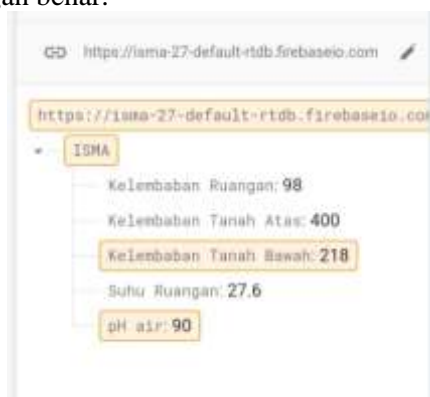 https://isma-27-default-rtdb.firebaseio.com
https://isma-27-default-rtdb.firebaseio.co
ISMA
Kelembaban Ruangan: 98
Kelembaban Tanah Atas: 400
Kelembaban Tanah Bawah: 218
Suhu Ruangan: 27.6
pH air: 90